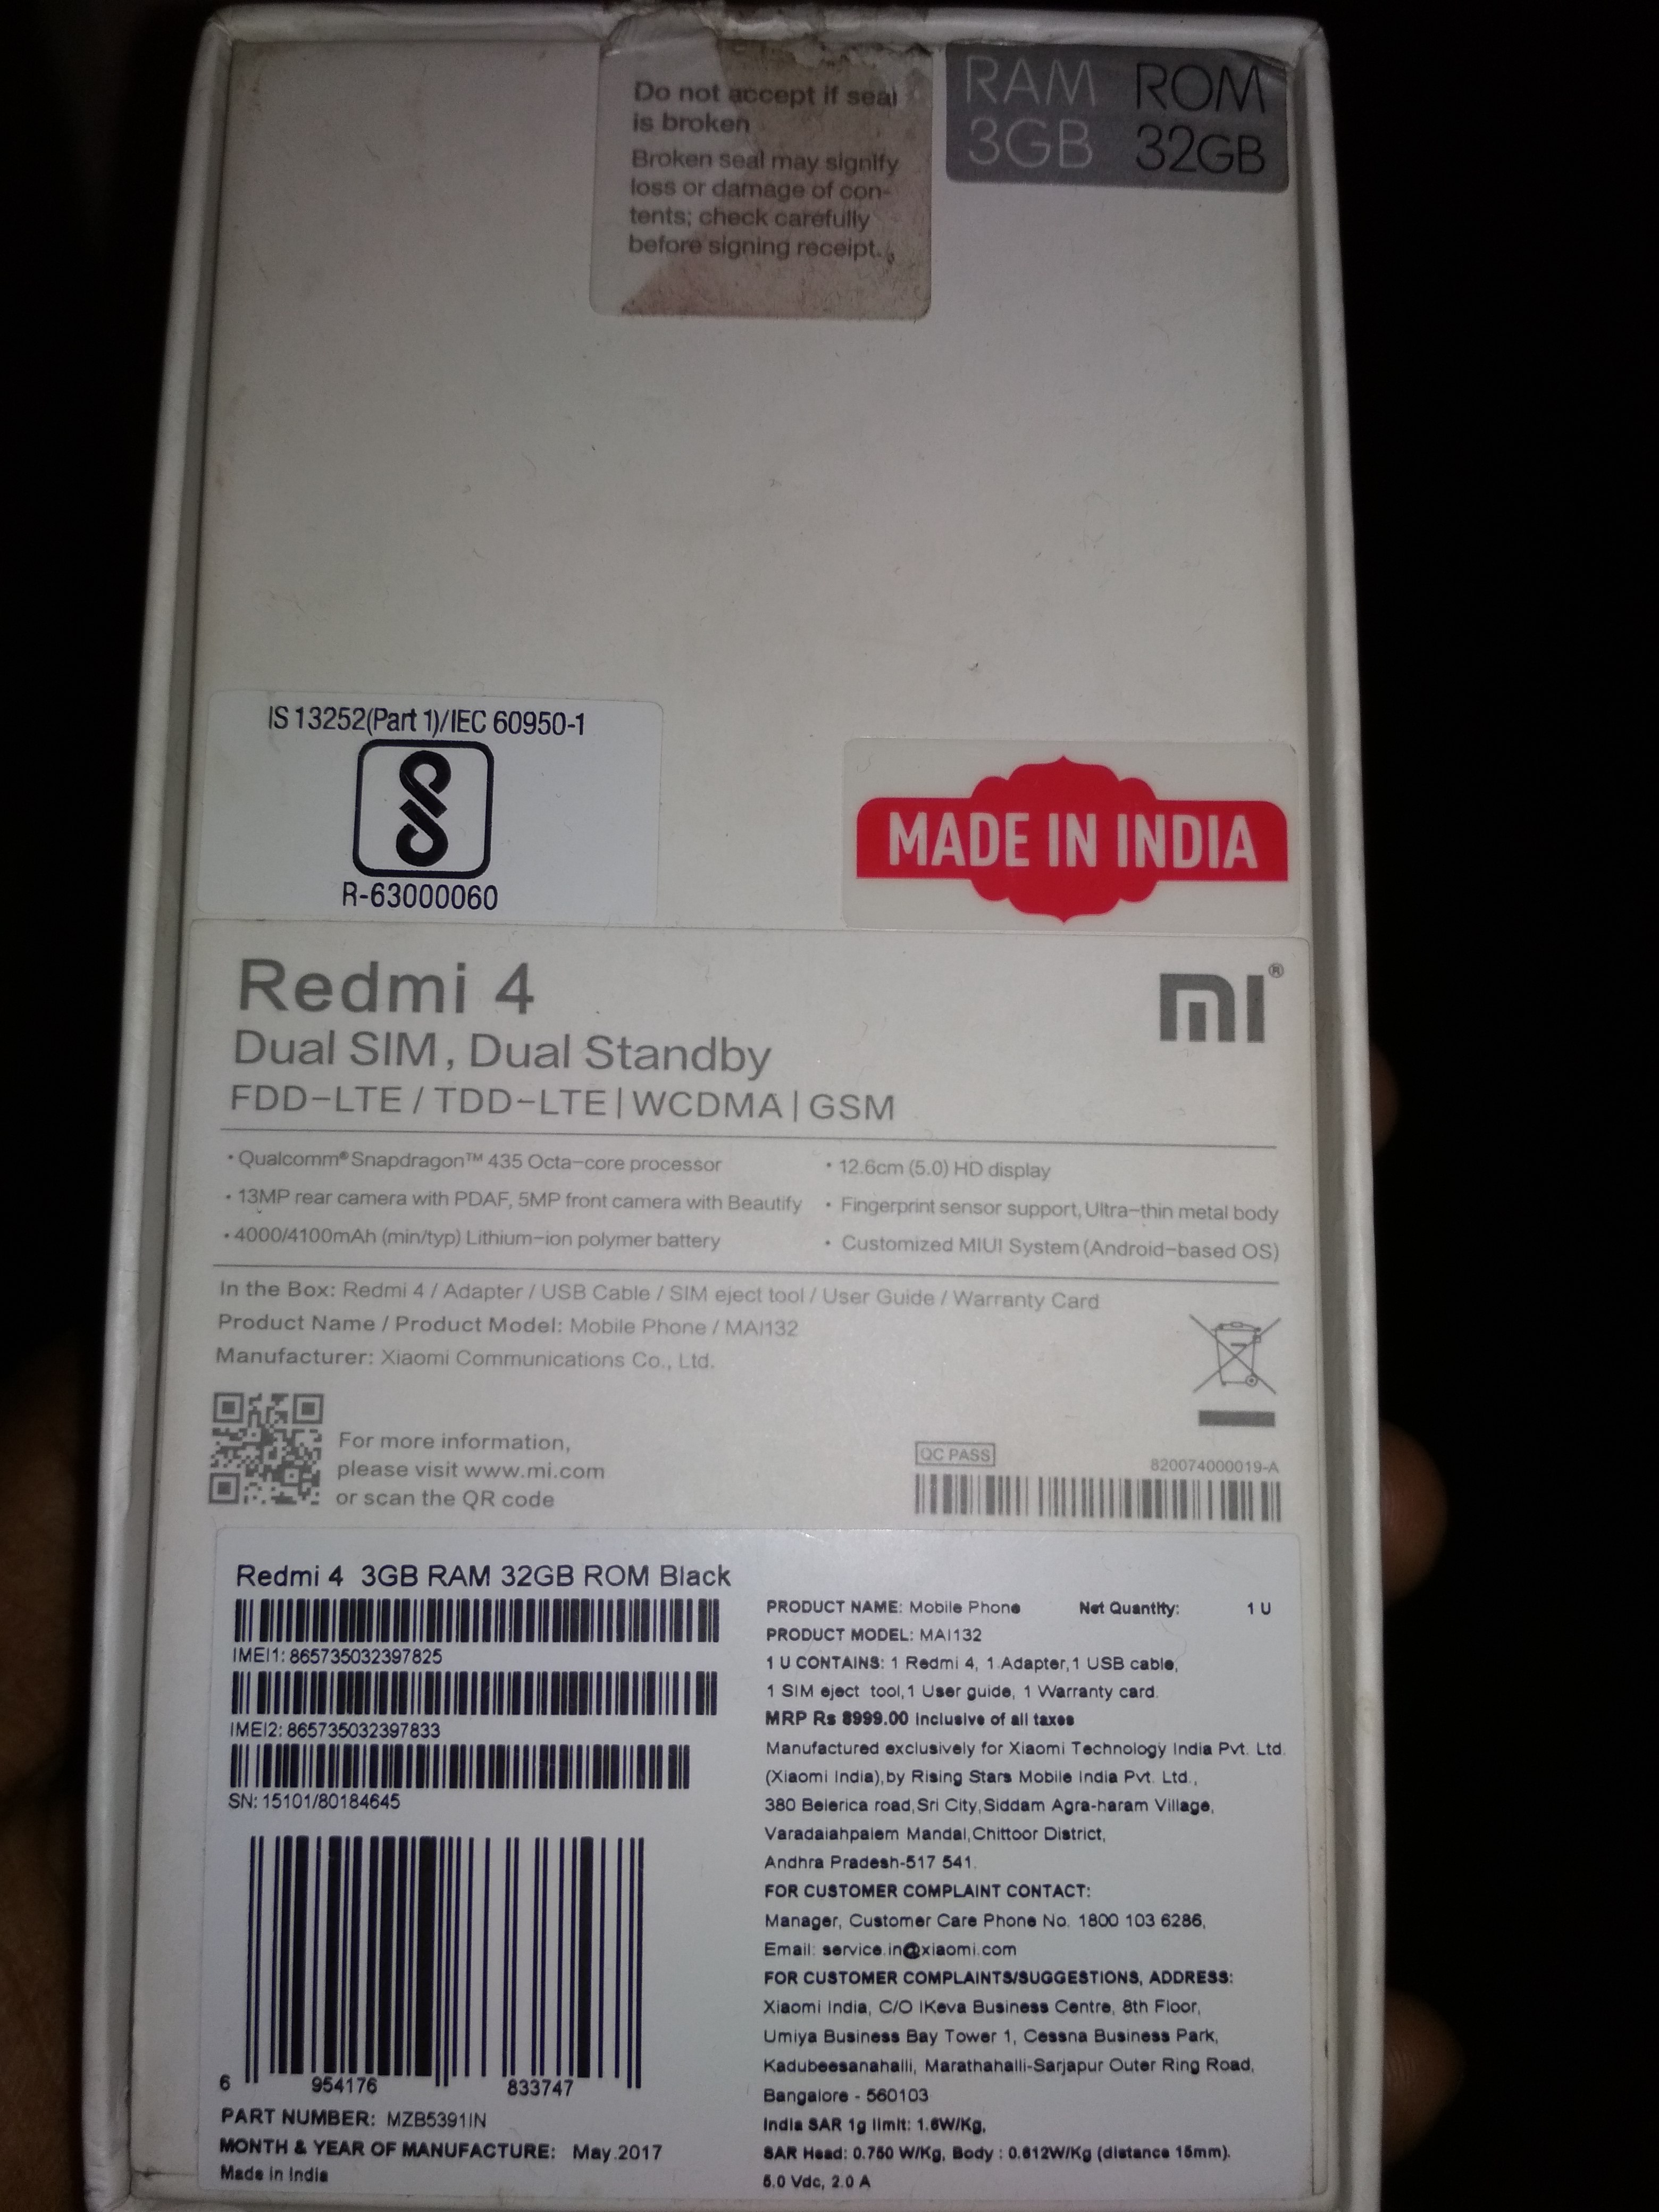 Do not accept if seal
is broken
Broken seal may signify
loss or damage of con-
tents; check carefully
before signing receipt.
RAM ROM
3GB 32GB
IS 13252(Part 1)/IEC 60950-1
R-63000060
MADE IN INDIA
Redmi 4
MI®
Dual SIM, Dual Standby
FDD-LTE / TDD-LTE | WCDMA | GSM
• Qualcomm® Snapdragon™ 435 Octa-core processor
• 13MP rear camera with PDAF, 5MP front camera with Beautify
• 4000/4100mAh (min/typ) Lithium-ion polymer battery
• 12.6cm (5.0) HD display
• Fingerprint sensor support, Ultra-thin metal body
• Customized MIUI System (Android-based OS)
In the Box: Redmi 4 / Adapter / USB Cable / SIM eject tool / User Guide / Warranty Card
Product Name / Product Model: Mobile Phone / MAI132
Manufacturer: Xiaomi Communications Co., Ltd.
For more information,
please visit www.mi.com
or scan the QR code
QC PASS
820074000019-A
Redmi 4 3GB RAM 32GB ROM Black
IMEI1: 865735032397825
IMEI2: 865735032397833
SN: 15101/80184645
6 954176 833747
PART NUMBER: MZB5391IN
MONTH & YEAR OF MANUFACTURE: May.2017
Made in India
PRODUCT NAME: Mobile Phone Net Quantity: 1 U
PRODUCT MODEL: MAI132
1 U CONTAINS: 1 Redmi 4, 1 Adapter,1 USB cable,
1 SIM eject tool,1 User guide, 1 Warranty card.
MRP Rs 8999.00 Inclusive of all taxes
Manufactured exclusively for Xiaomi Technology India Pvt. Ltd.
(Xiaomi India),by Rising Stars Mobile India Pvt. Ltd.,
380 Belerica road,Sri City,Siddam Agra-haram Village,
Varadaiahpalem Mandal,Chittoor District,
Andhra Pradesh-517 541.
FOR CUSTOMER COMPLAINT CONTACT:
Manager, Customer Care Phone No. 1800 103 6286,
Email: service.in@xiaomi.com
FOR CUSTOMER COMPLAINTS/SUGGESTIONS, ADDRESS:
Xiaomi India, C/O IKeva Business Centre, 8th Floor,
Umiya Business Bay Tower 1, Cessna Business Park,
Kadubeesanahalli, Marathahalli-Sarjapur Outer Ring Road,
Bangalore - 560103
India SAR 1g limit: 1.6W/Kg,
SAR Head: 0.750 W/Kg, Body : 0.612W/Kg (distance 15mm).
5.0 Vdc, 2.0 A